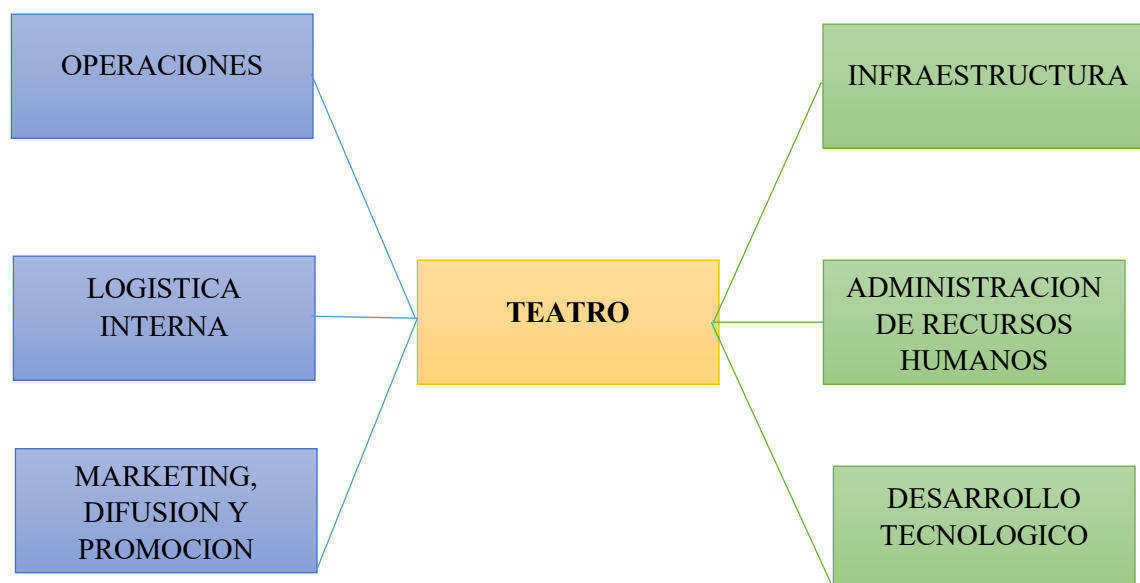 OPERACIONES
INFRAESTRUCTURA
LOGISTICA
INTERNA
TEATRO
ADMINISTRACION
DE RECURSOS
HUMANOS
MARKETING,
DIFUSION Y
PROMOCION
DESARROLLO
TECNOLOGICO